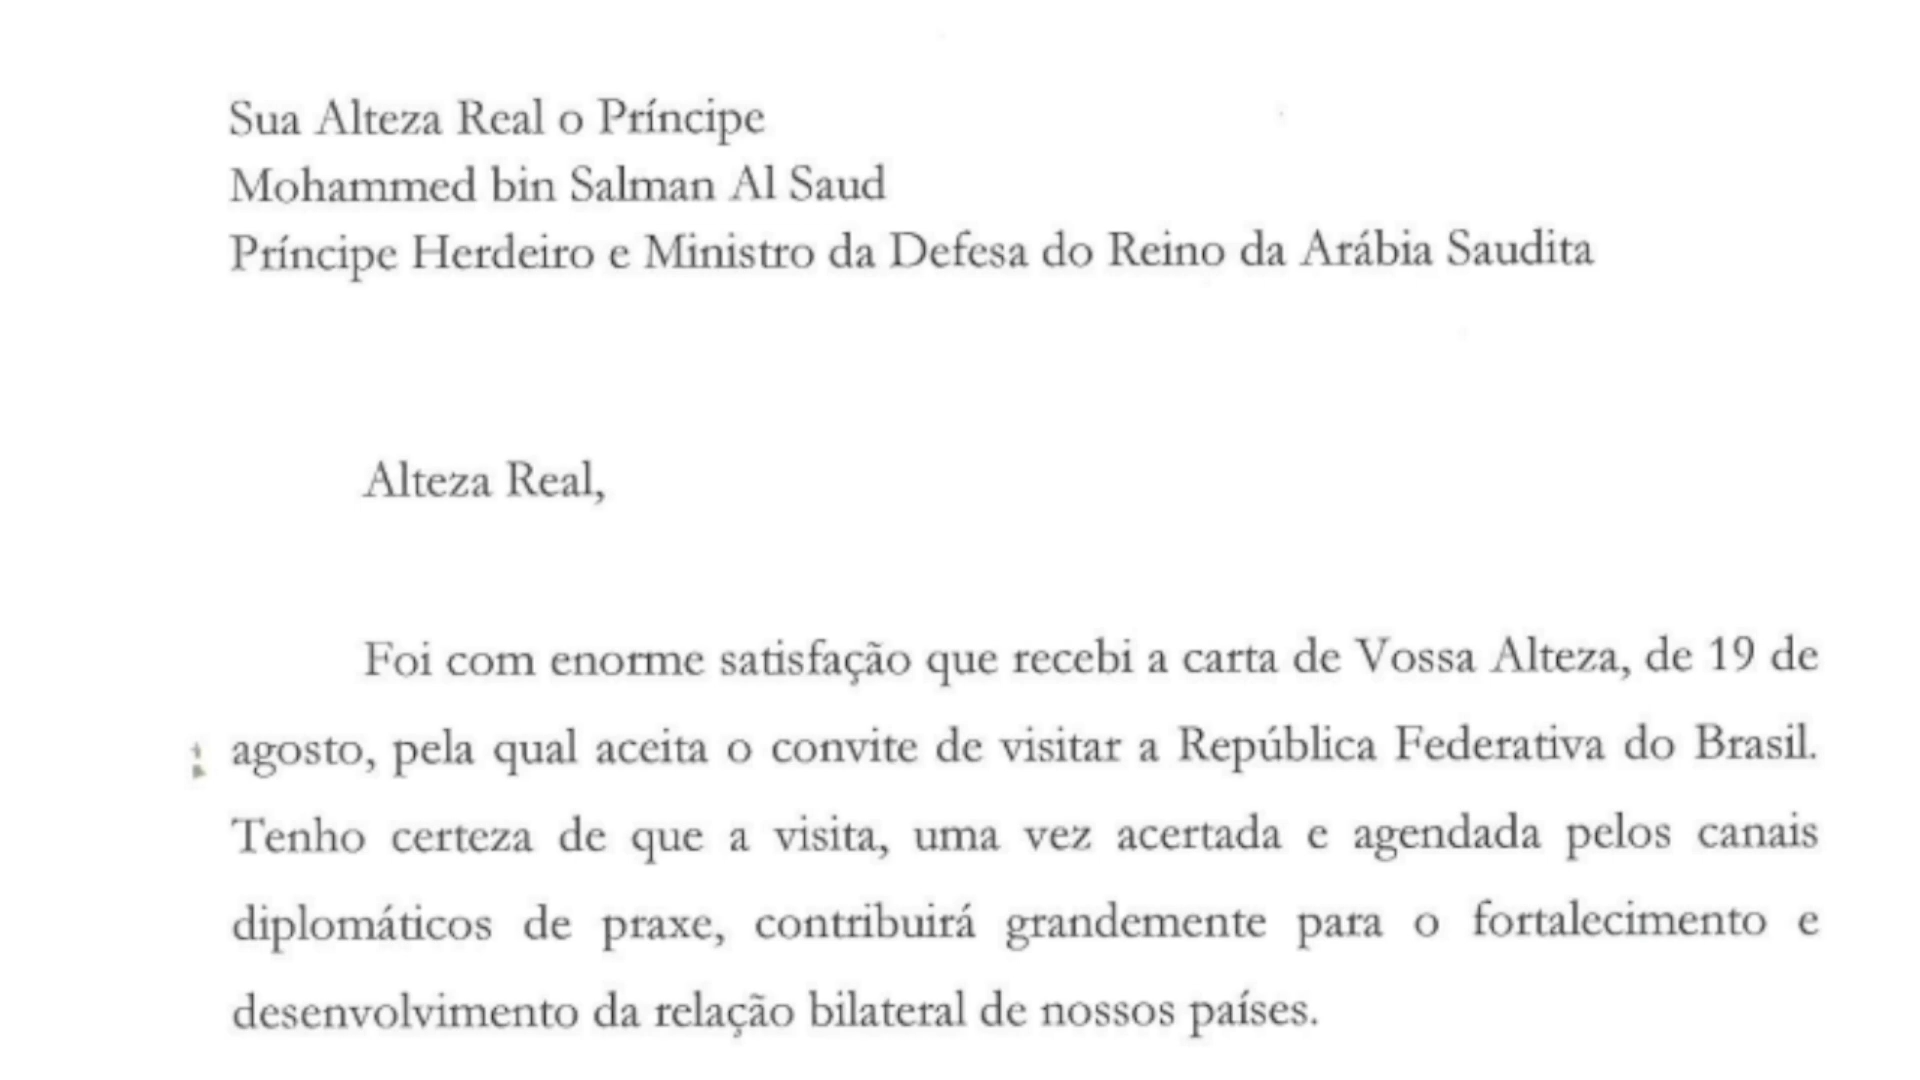 Sua Alteza Real o Príncipe
Mohammed bin Salman Al Saud
Príncipe Herdeiro e Ministro da Defesa do Reino da Arábia Saudita
Alteza Real,
Foi com enorme satisfação que recebi a carta de Vossa Alteza, de 19 de
agosto, pela qual aceita o convite de visitar a República Federativa do Brasil.
Tenho certeza de que a visita, uma vez acertada e agendada pelos canais
diplomáticos de praxe, contribuirá grandemente para o fortalecimento e
desenvolvimento da relação bilateral de nossos países.